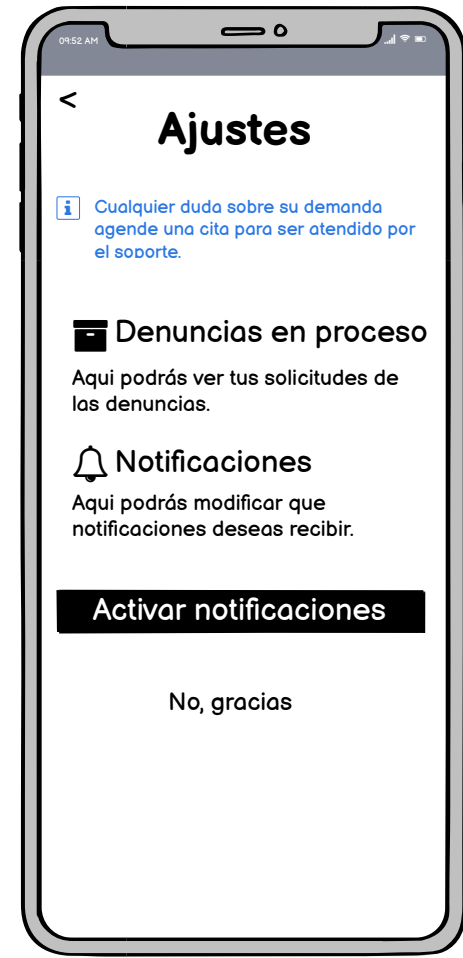 09:52 AM
<
Ajustes
i Cualquier duda sobre su demanda
agende una cita para ser atendido por
el soporte.
Denuncias en proceso
Aqui podrás ver tus solicitudes de
las denuncias.
Notificaciones
Aqui podrás modificar que
notificaciones deseas recibir.
Activar notificaciones
No, gracias